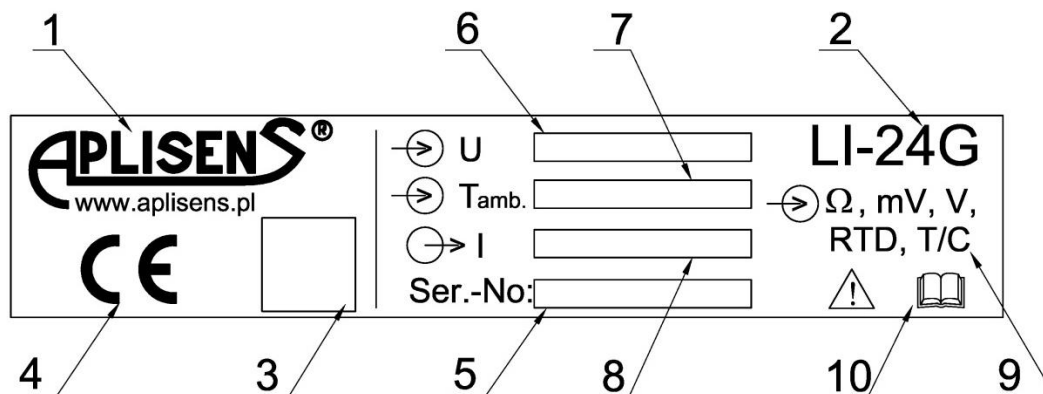 1 6 7 2
APLISENS®
www.aplisens.pl
CE
U
Tamb.
I
Ser.-No:
LI-24G
Ω, mV, V,
RTD, T/C
4 3 5 8 10 9